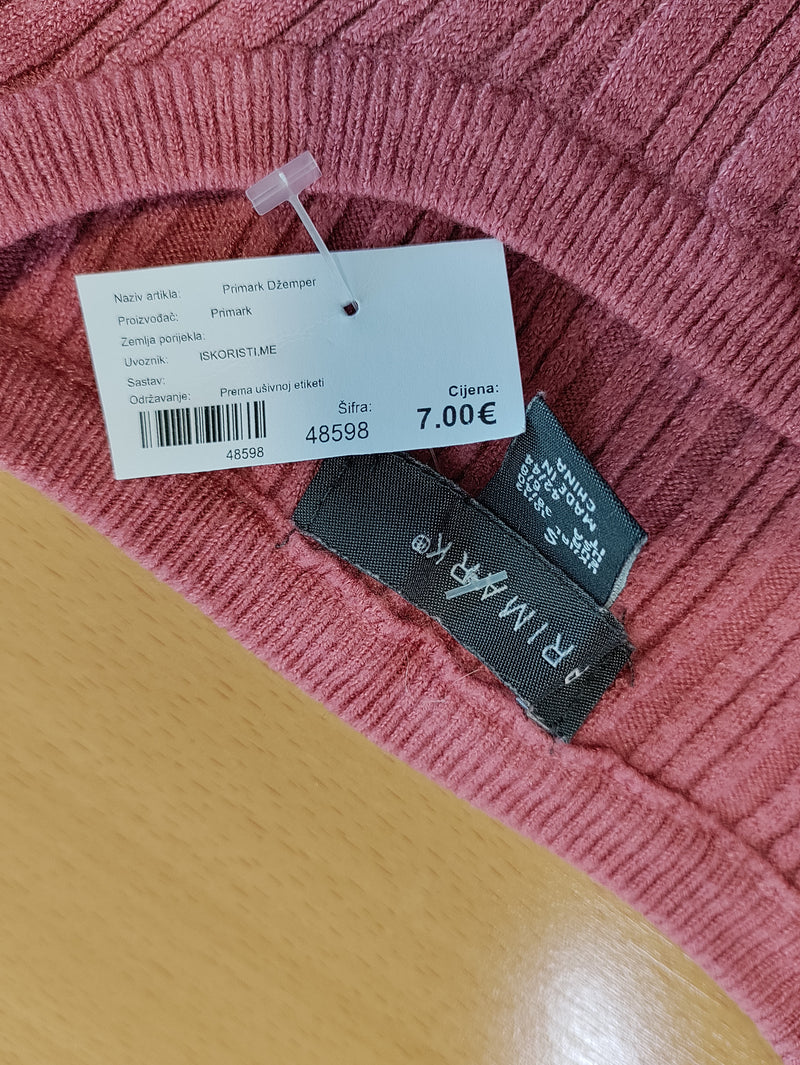 Naziv artikla: Primark Džemper
Proizvođač: Primark
Zemlja porijekla:
Uvoznik: ISKORISTI.ME
Sastav:
Održavanje: Prema ušivnoj etiketi
48598
Šifra:
48598
Cijena:
7.00€
PRIMARK®
S
MADE IN
CHINA